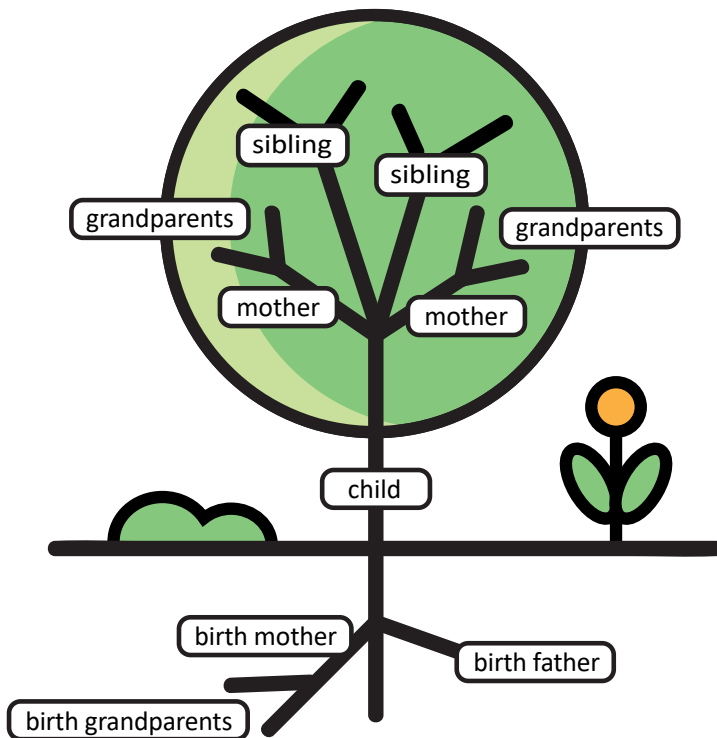 sibling
sibling
grandparents
grandparents
mother
mother
child
birth mother
birth father
birth grandparents